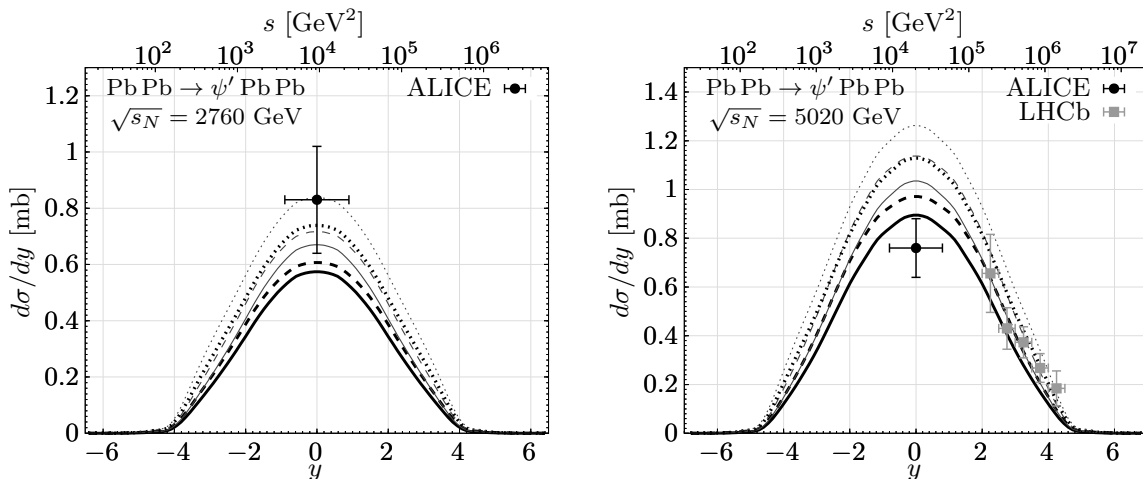 s [GeV²]
10² 10³ 10⁴ 10⁵ 10⁶
Pb Pb → ψ′ Pb Pb
√s_N = 2760 GeV
ALICE
dσ/dy [mb]
1.2
1
0.8
0.6
0.4
0.2
0
−6 −4 −2 0 2 4 6
y
s [GeV²]
10² 10³ 10⁴ 10⁵ 10⁶ 10⁷
Pb Pb → ψ′ Pb Pb
√s_N = 5020 GeV
ALICE
LHCb
dσ/dy [mb]
1.4
1.2
1
0.8
0.6
0.4
0.2
0
−6 −4 −2 0 2 4 6
y